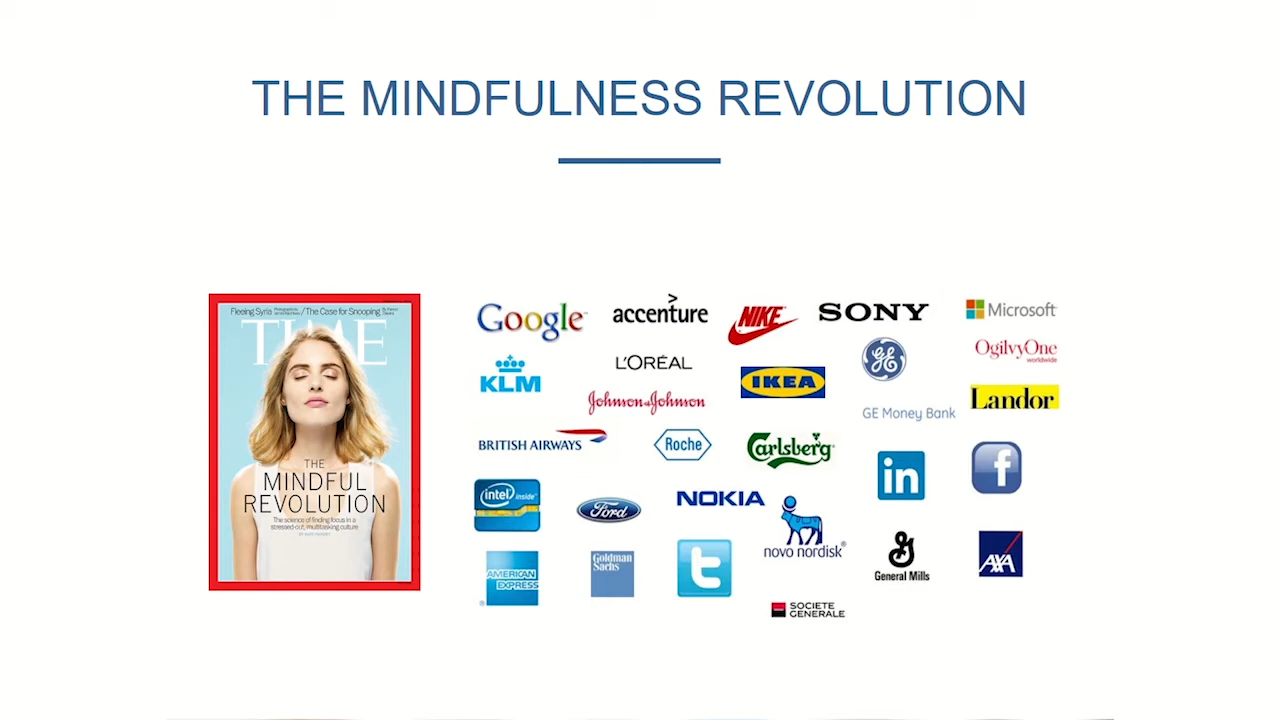 THE MINDFULNESS REVOLUTION
Fleeing Syria / The Case for Snooping
TIME
THE
MINDFUL
REVOLUTION
The science of finding focus in a
stressed-out, multitasking culture
Google
accenture
NIKE
SONY
Microsoft
KLM
L'ORÉAL
GE
OgilvyOne
worldwide
Johnson & Johnson
IKEA
GE Money Bank
Landor
BRITISH AIRWAYS
Roche
Carlsberg
in
f
intel inside
Ford
NOKIA
novo nordisk®
AMERICAN
EXPRESS
®
Goldman
Sachs
t
G
General Mills
AXA
SOCIETE
GENERALE